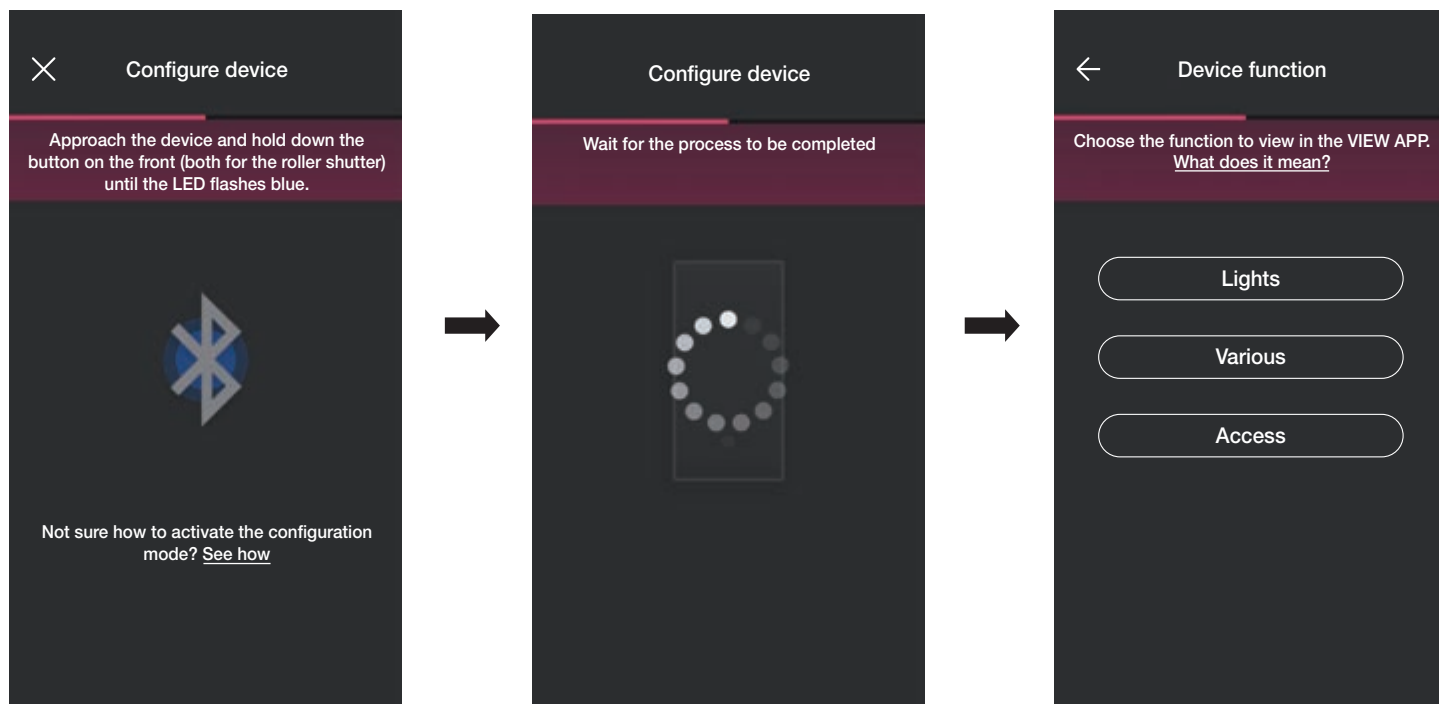 Configure device
Approach the device and hold down the
button on the front (both for the roller shutter)
until the LED flashes blue.
Not sure how to activate the configuration
mode? See how
Configure device
Wait for the process to be completed
Device function
Choose the function to view in the VIEW APP.
What does it mean?
Lights
Various
Access